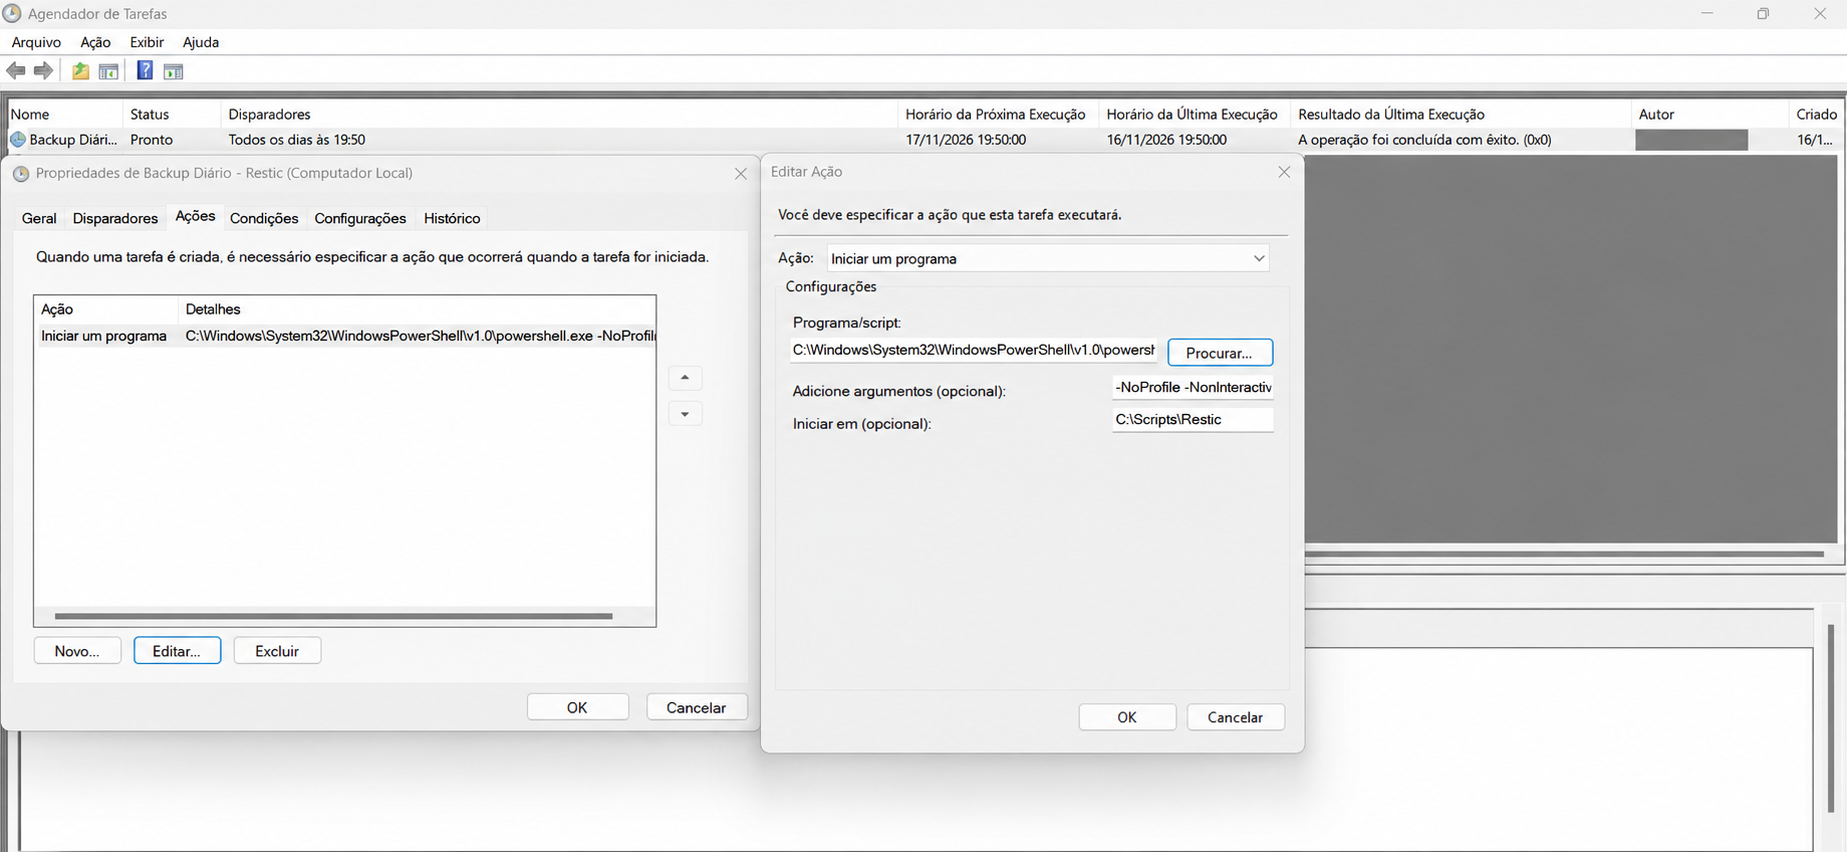 Agendador de Tarefas
Arquivo Ação Exibir Ajuda
?
Nome Status Disparadores Horário da Próxima Execução Horário da Última Execução Resultado da Última Execução Autor Criado
Backup Diári... Pronto Todos os dias às 19:50 17/11/2026 19:50:00 16/11/2026 19:50:00 A operação foi concluída com êxito. (0x0) 16/1...
Propriedades de Backup Diário - Restic (Computador Local)
Geral Disparadores Ações Condições Configurações Histórico
Quando uma tarefa é criada, é necessário especificar a ação que ocorrerá quando a tarefa for iniciada.
Ação Detalhes
Iniciar um programa C:\Windows\System32\WindowsPowerShell\v1.0\powershell.exe -NoProfil
Novo... Editar... Excluir
OK Cancelar
Editar Ação
Você deve especificar a ação que esta tarefa executará.
Ação: Iniciar um programa
Configurações
Programa/script:
C:\Windows\System32\WindowsPowerShell\v1.0\powersh Procurar...
Adicione argumentos (opcional): -NoProfile -NonInteractiv
Iniciar em (opcional): C:\Scripts\Restic
OK Cancelar